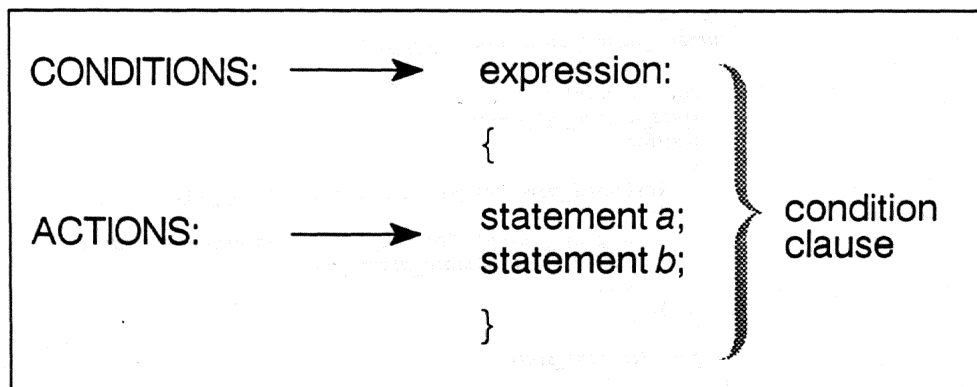 CONDITIONS: expression:
{
ACTIONS: statement a;
statement b;
}
condition
clause